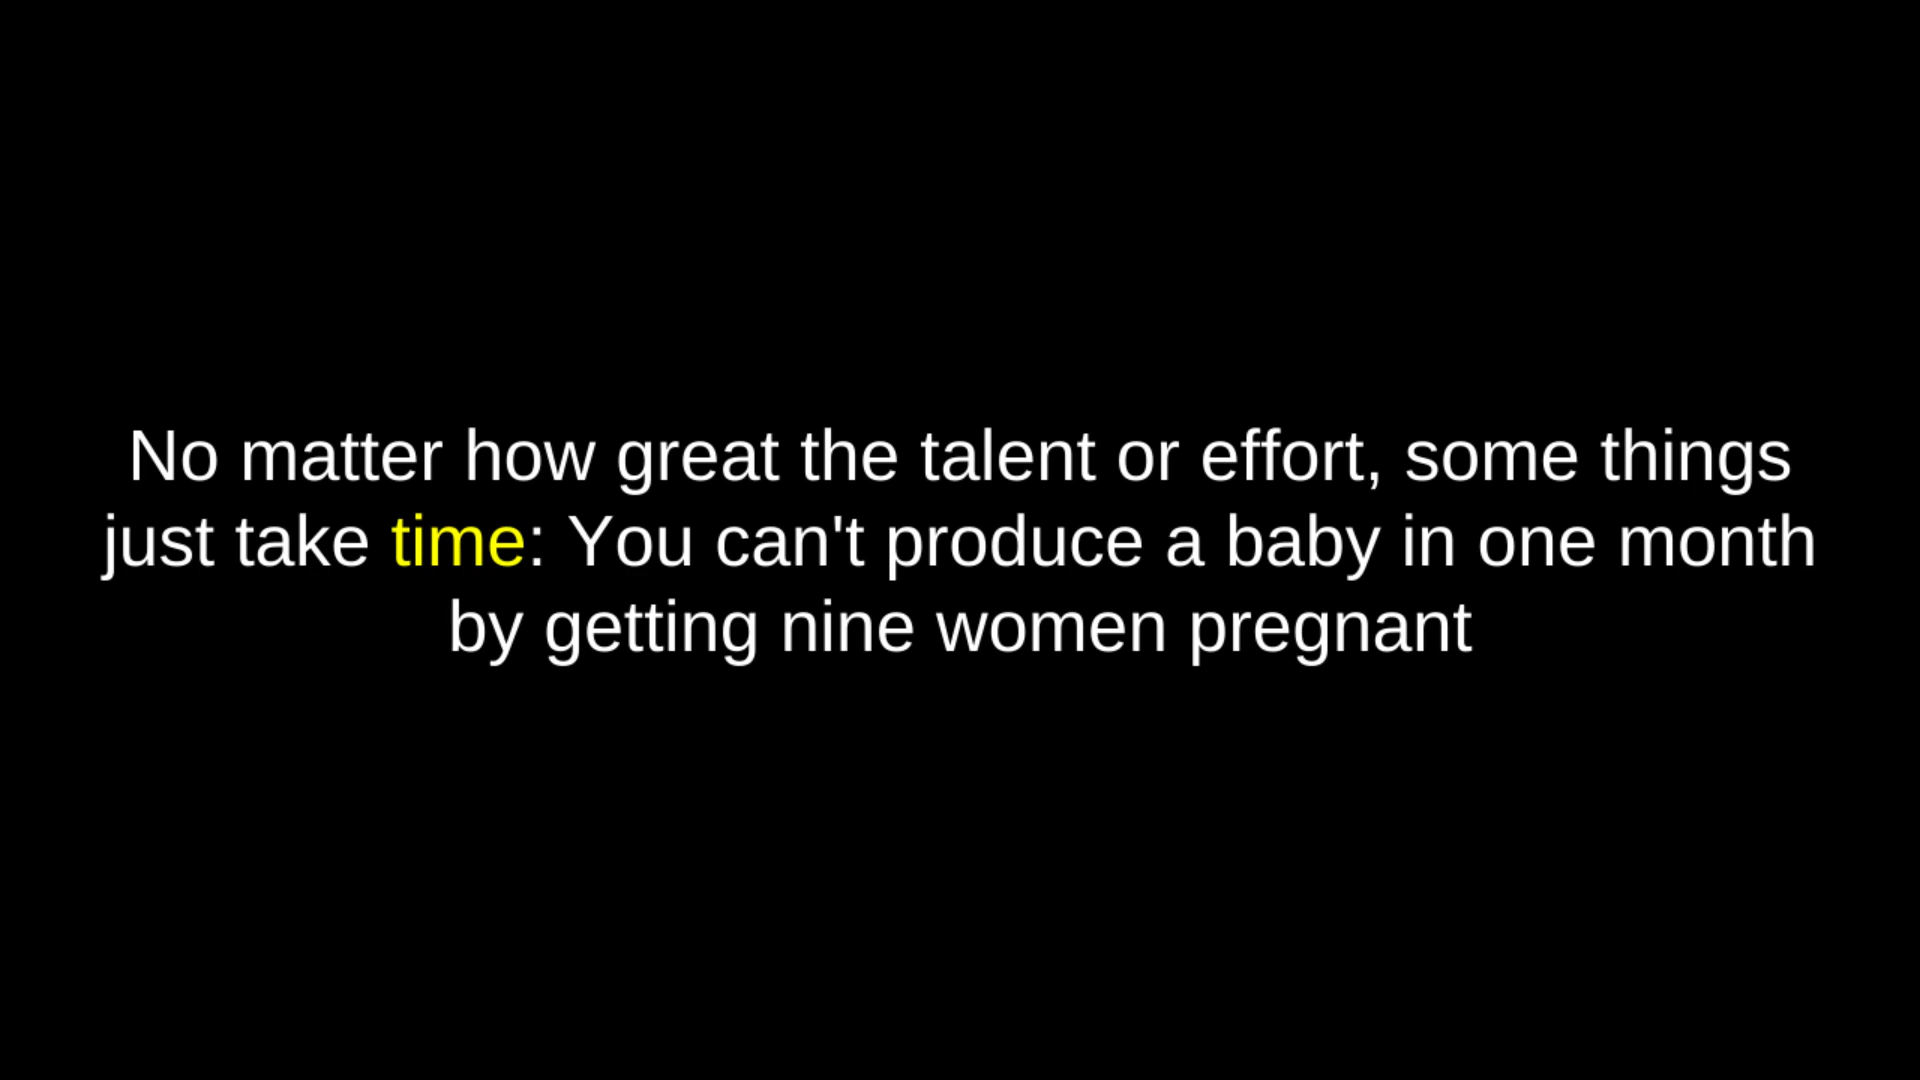 No matter how great the talent or effort, some things
just take time: You can't produce a baby in one month
by getting nine women pregnant